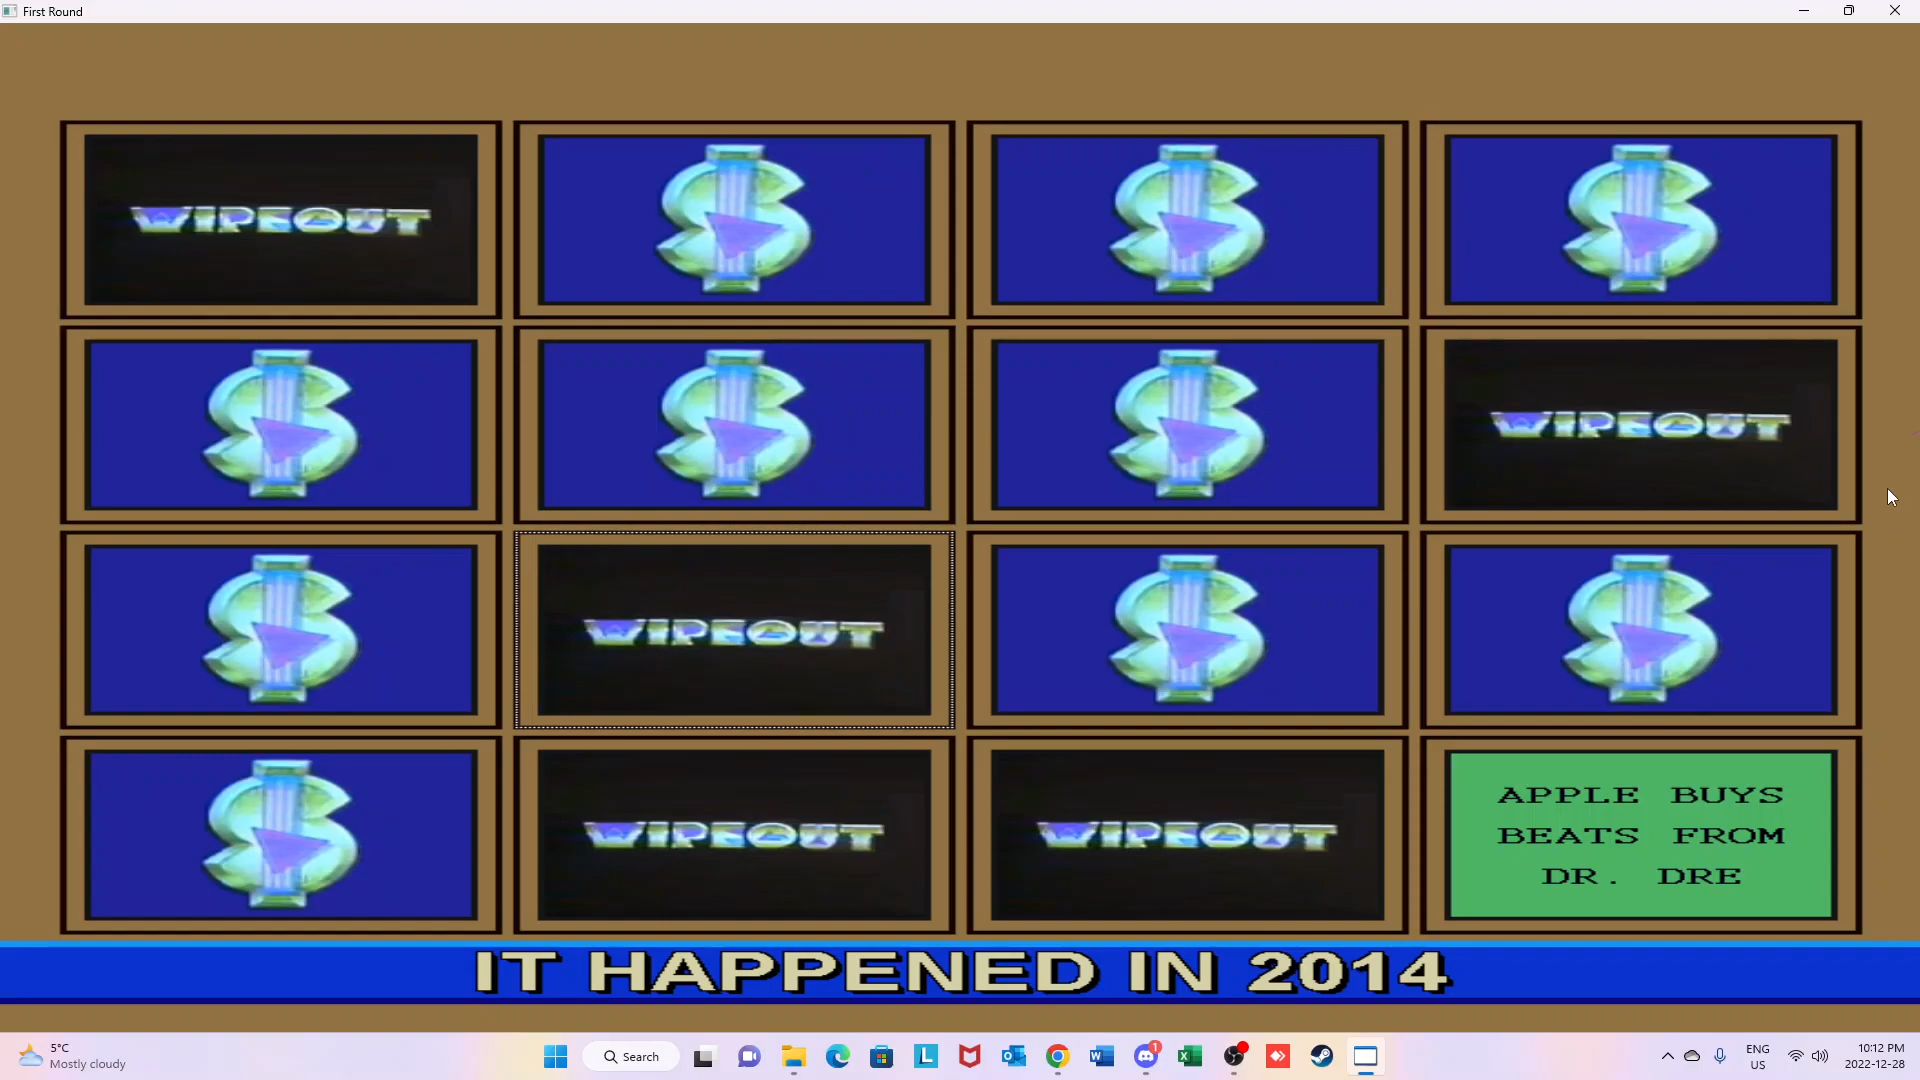 First Round
WIPEOUT
WIPEOUT
WIPEOUT
WIPEOUT
WIPEOUT
APPLE BUYS
BEATS FROM
DR. DRE
IT HAPPENED IN 2014
5°C
Mostly cloudy
Search
1
ENG
US
10:12 PM
2022-12-28